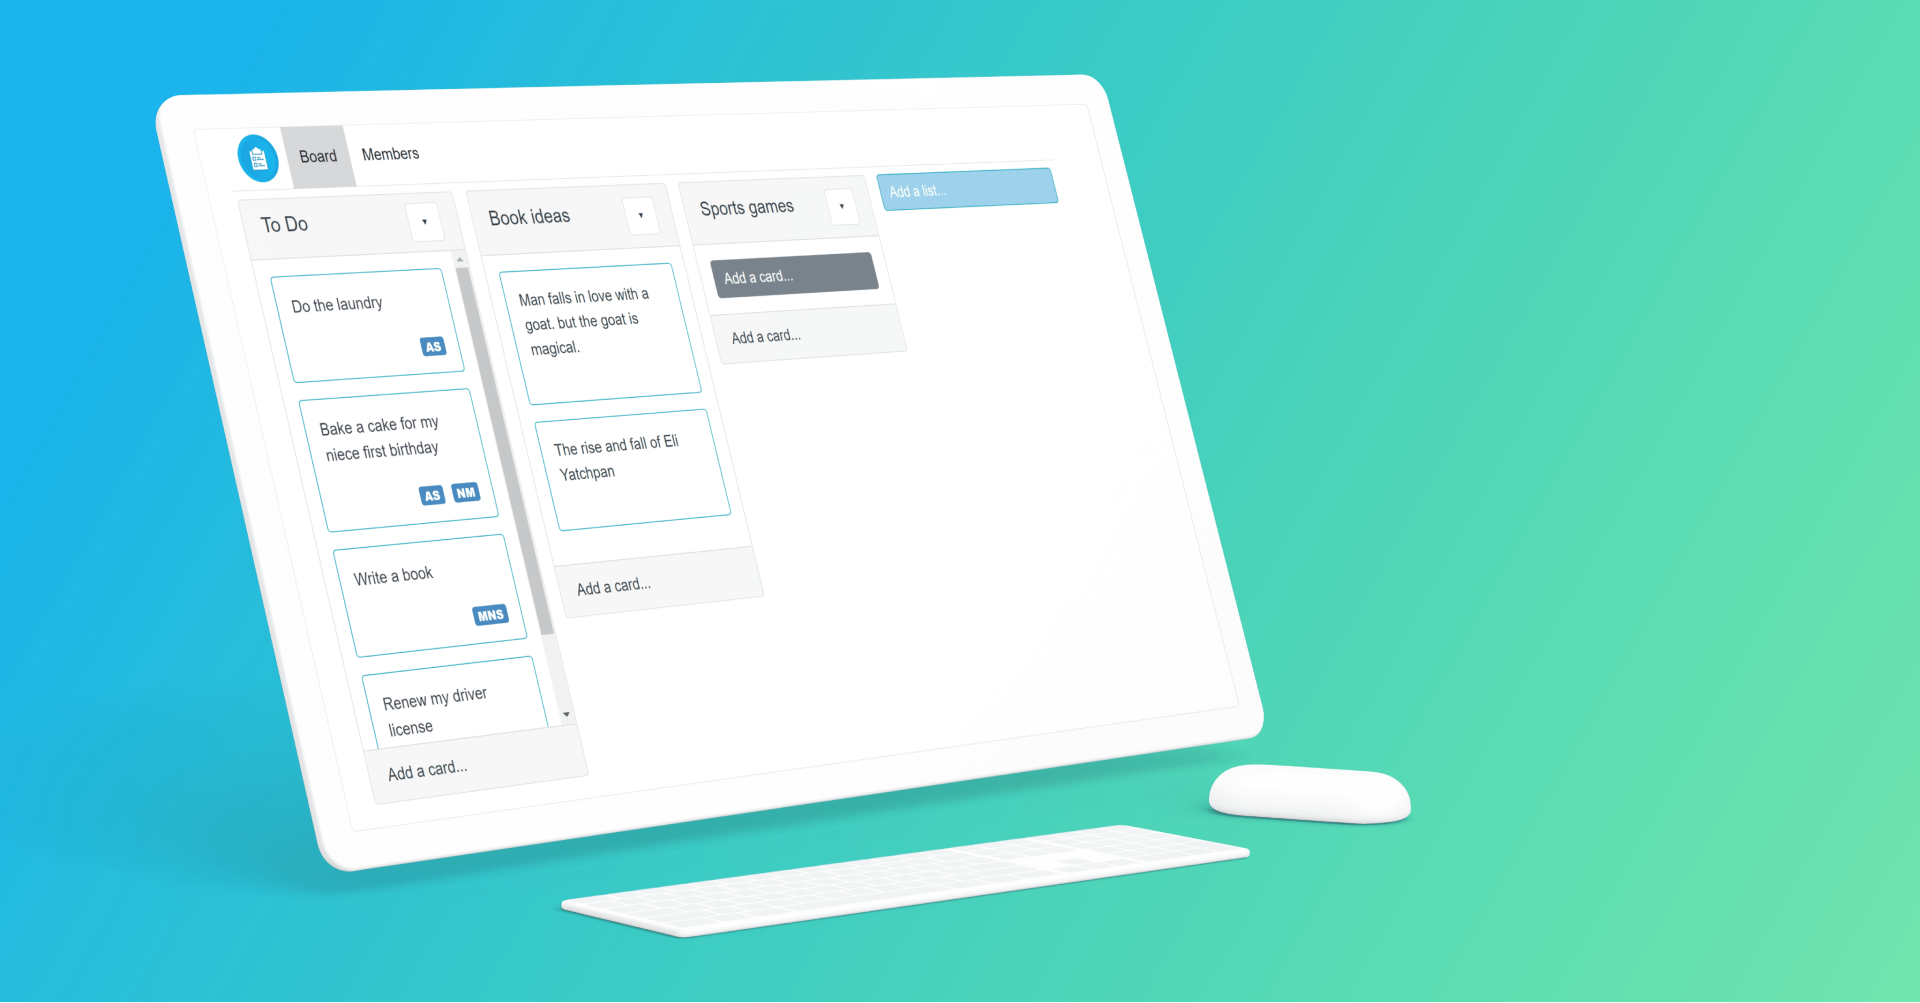 Board
Members
To Do
Do the laundry
AS
Bake a cake for my
niece first birthday
AS NM
Write a book
MNS
Renew my driver
license
Add a card...
Book ideas
Man falls in love with a
goat. but the goat is
magical.
The rise and fall of Eli
Yatchpan
Add a card...
Sports games
Add a card...
Add a card...
Add a list...